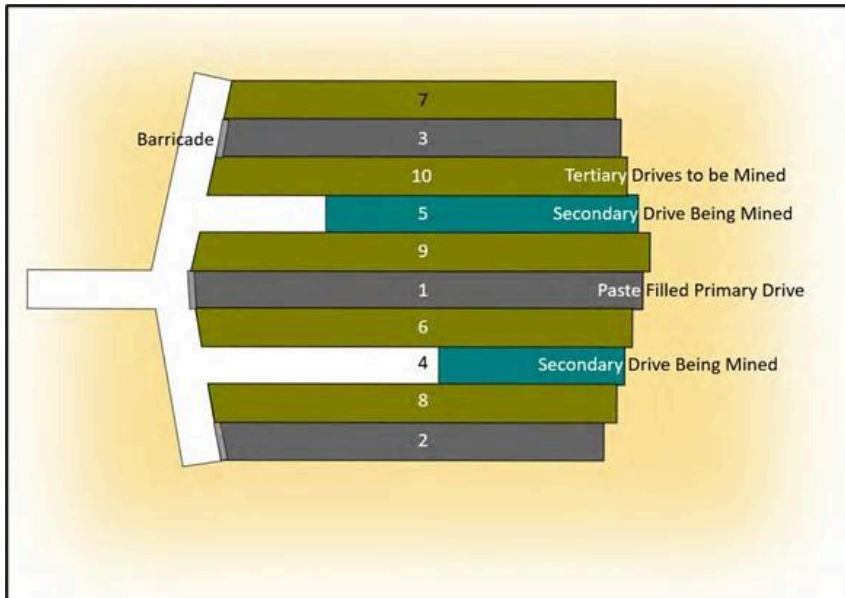 7
Barricade
3
10
Tertiary Drives to be Mined
5
Secondary Drive Being Mined
9
1
Paste Filled Primary Drive
6
4
Secondary Drive Being Mined
8
2